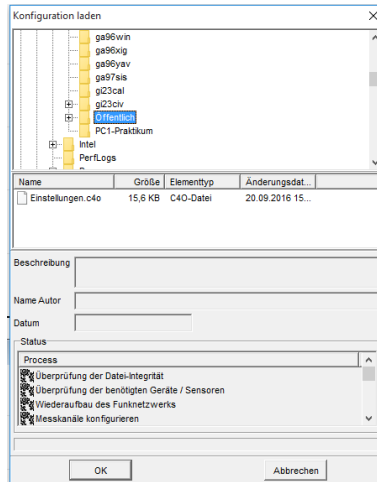 Konfiguration laden
ga96win
ga96xig
ga96yav
ga97sis
gi23cal
gi23civ
Öffentlich
PC1-Praktikum
Intel
PerfLogs
Name Größe Elementtyp Änderungsdat...
Einstellungen.c4o 15,6 KB C4O-Datei 20.09.2016 15...
Beschreibung
Name Autor
Datum
Status
Process
Überprüfung der Datei-Integrität
Überprüfung der benötigten Geräte / Sensoren
Wiederaufbau des Funknetzwerks
Messkanäle konfigurieren
OK Abbrechen